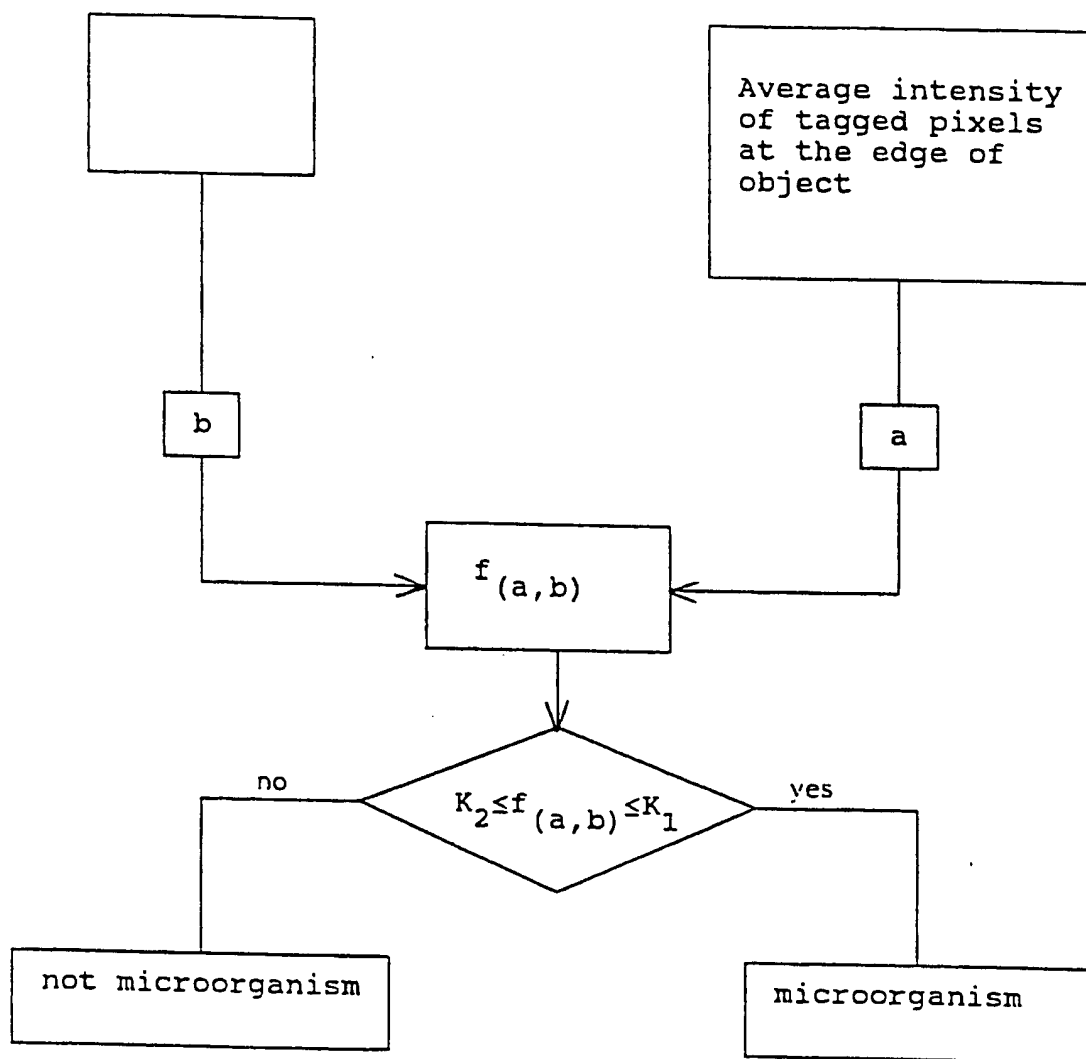 Average intensity
of tagged pixels
at the edge of
object
b
a
f(a,b)
no
K2≤f(a,b)≤K1
yes
not microorganism
microorganism